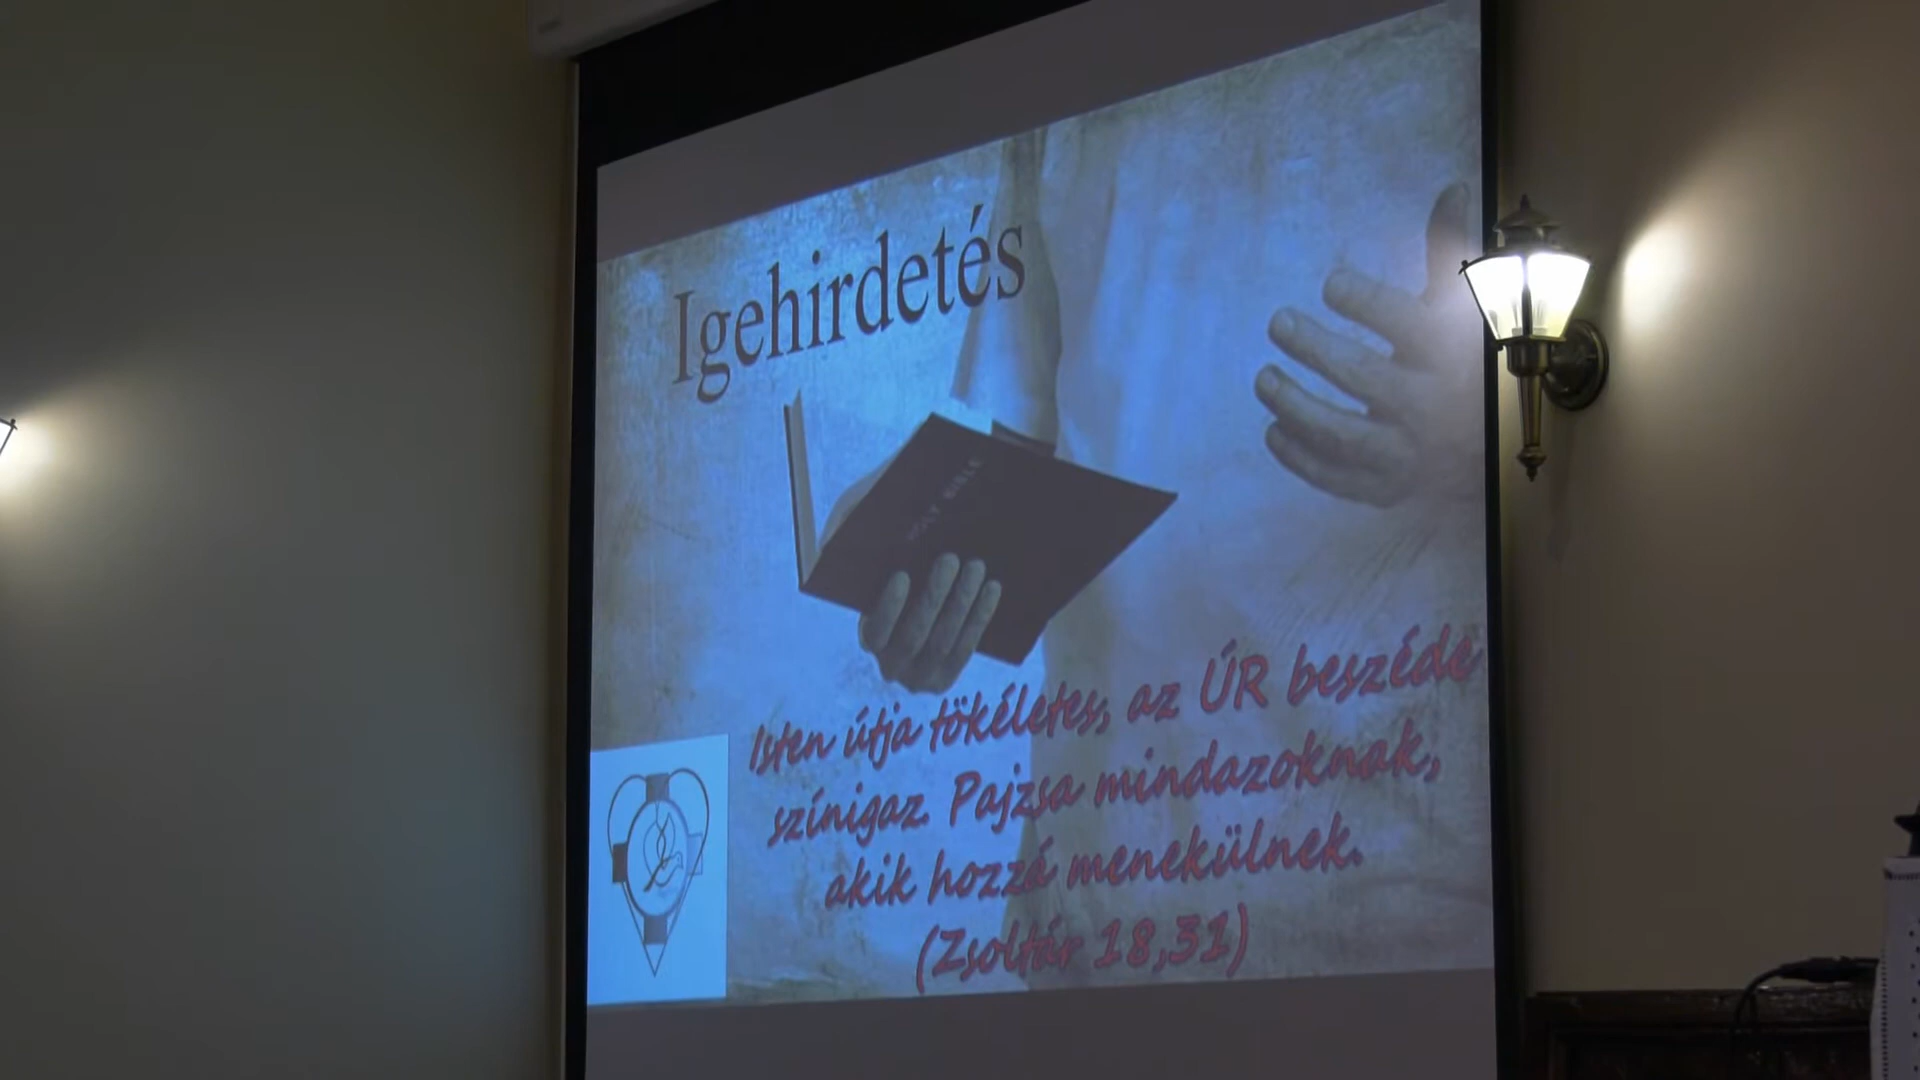 Igehirdetés
HOLY BIBLE
Isten útja tökéletes, az ÚR beszéde
színigaz. Pajzsa mindazoknak,
akik hozzá menekülnek.
(Zsoltár 18,31)